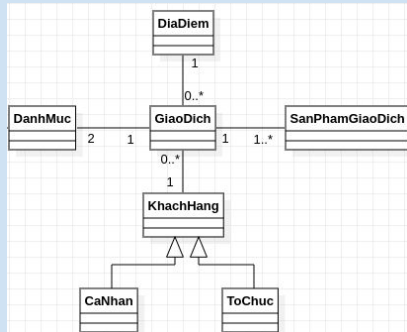 DiaDiem
1
0..*
DanhMuc
GiaoDich
SanPhamGiaoDich
2
1
1
1..*
0..*
1
KhachHang
CaNhan
ToChuc